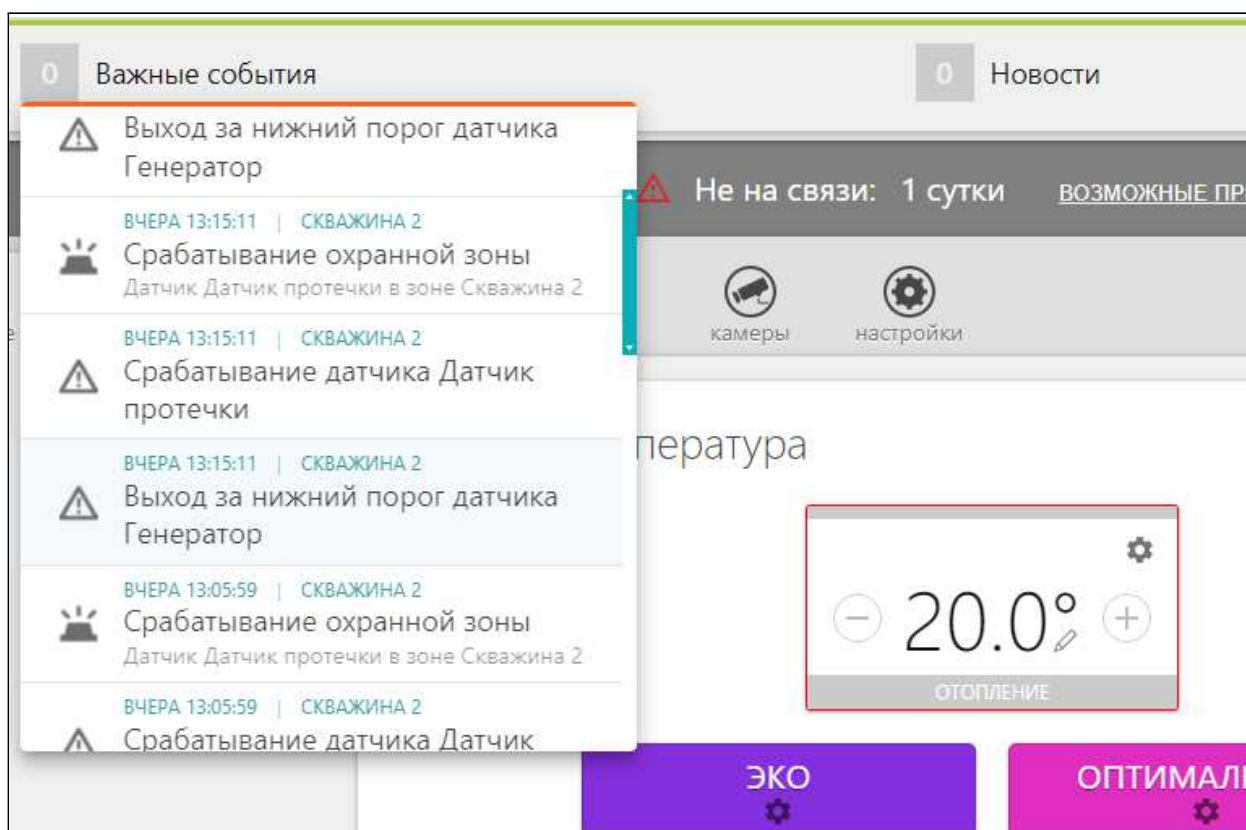 0 Важные события
0 Новости
Выход за нижний порог датчика
Генератор
ВЧЕРА 13:15:11 | СКВАЖИНА 2
Срабатывание охранной зоны
Датчик Датчик протечки в зоне Скважина 2
ВЧЕРА 13:15:11 | СКВАЖИНА 2
Срабатывание датчика Датчик
протечки
ВЧЕРА 13:15:11 | СКВАЖИНА 2
Выход за нижний порог датчика
Генератор
ВЧЕРА 13:05:59 | СКВАЖИНА 2
Срабатывание охранной зоны
Датчик Датчик протечки в зоне Скважина 2
ВЧЕРА 13:05:59 | СКВАЖИНА 2
Срабатывание датчика Датчик
Не на связи: 1 сутки ВОЗМОЖНЫЕ ПР
камеры настройки
пература
20.0°
ОТОПЛЕНИЕ
ЭКО
ОПТИМАЛ